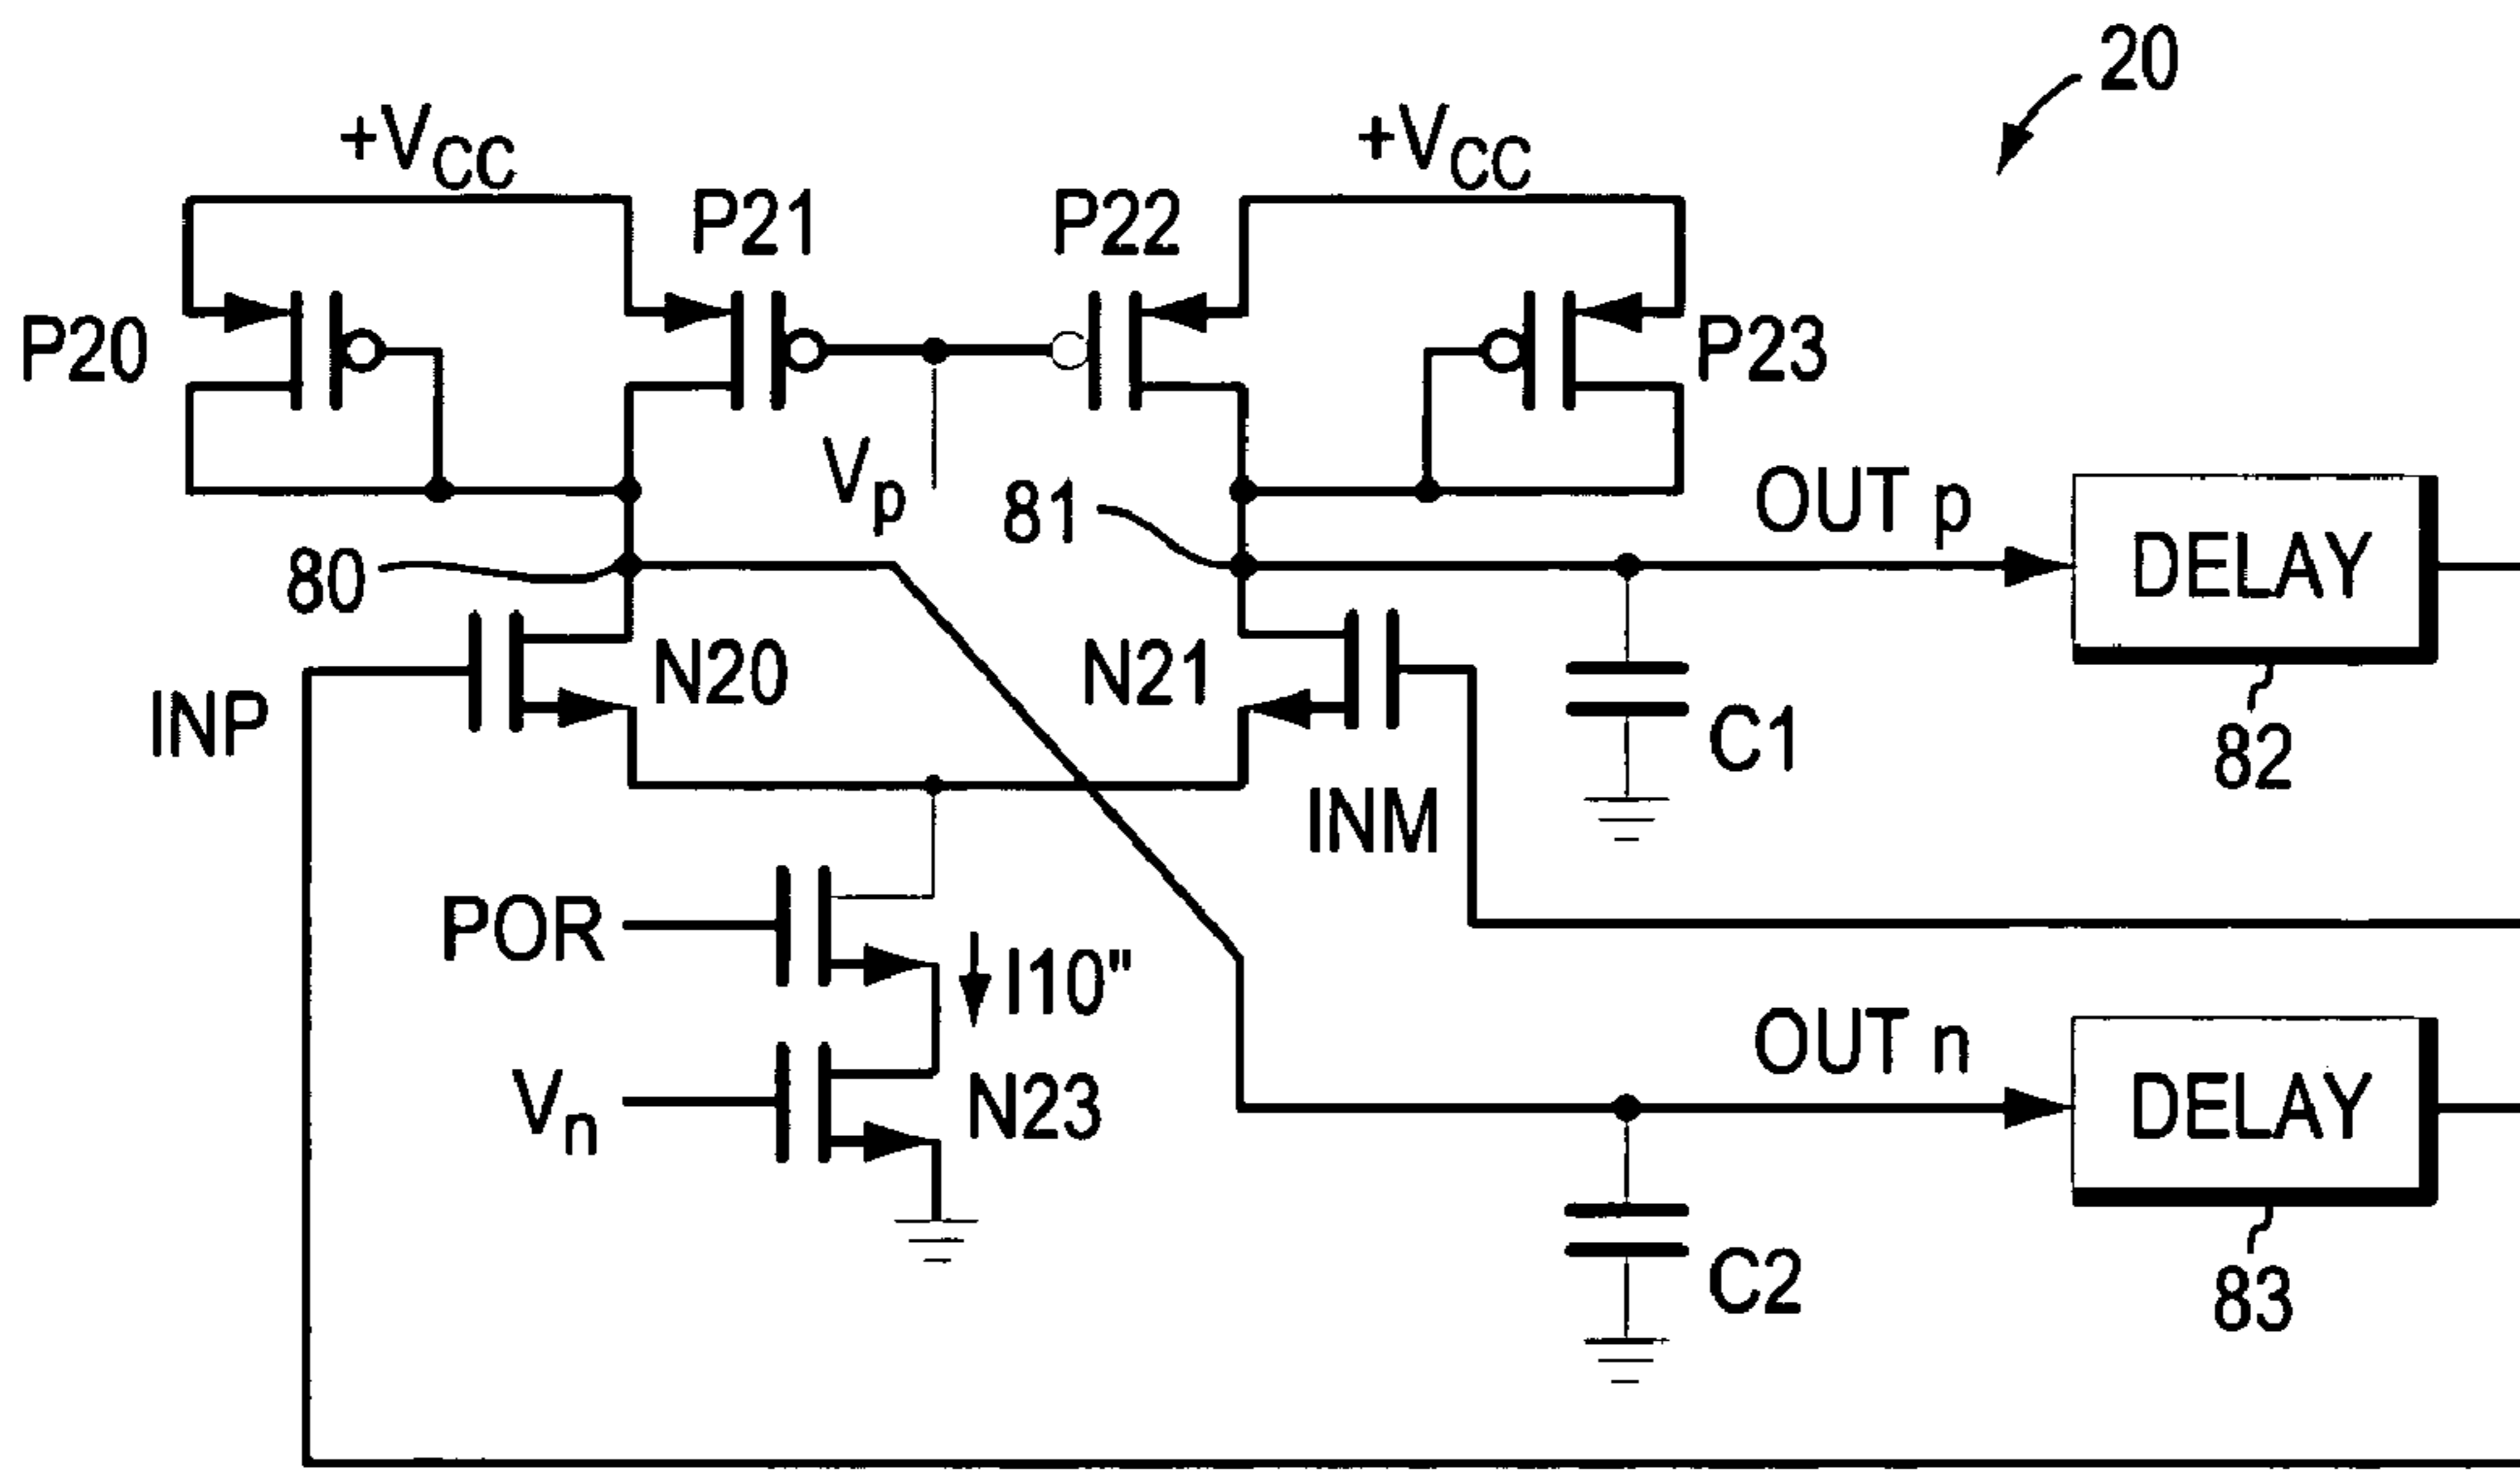 20
+VCC
+VCC
P21
P22
P20
P23
Vp
81
OUT p
DELAY
80
N20
N21
INP
C1
82
INM
POR
I10"
OUT n
DELAY
Vn
N23
C2
83